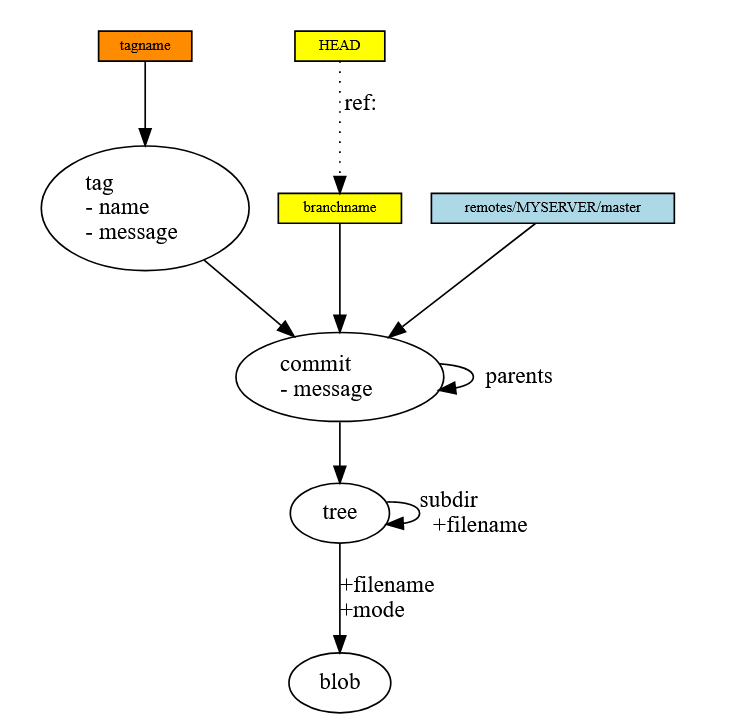 tagname
HEAD
ref:
tag
- name
- message
branchname
remotes/MYSERVER/master
commit
- message
parents
tree
subdir
+filename
+filename
+mode
blob